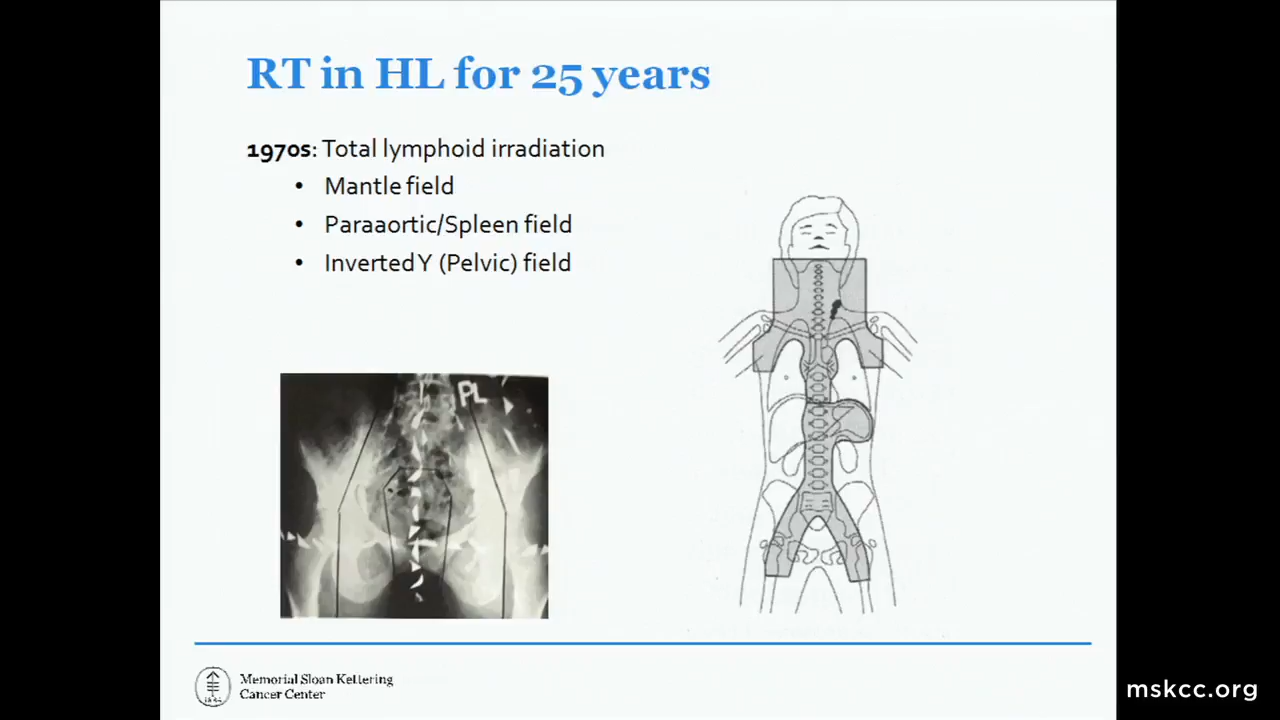 RT in HL for 25 years
1970s: Total lymphoid irradiation
• Mantle field
• Paraaortic/Spleen field
• Inverted Y (Pelvic) field
PL
Memorial Sloan Kettering
Cancer Center
mskcc.org